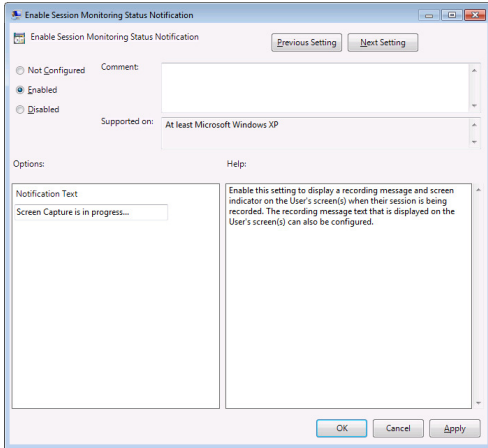 Enable Session Monitoring Status Notification
Enable Session Monitoring Status Notification
Previous Setting
Next Setting
Not Configured
Comment:
Enabled
Disabled
Supported on:
At least Microsoft Windows XP
Options:
Help:
Notification Text
Screen Capture is in progress...
Enable this setting to display a recording message and screen
indicator on the User's screen(s) when their session is being
recorded. The recording message text that is displayed on the
User's screen(s) can also be configured.
OK
Cancel
Apply